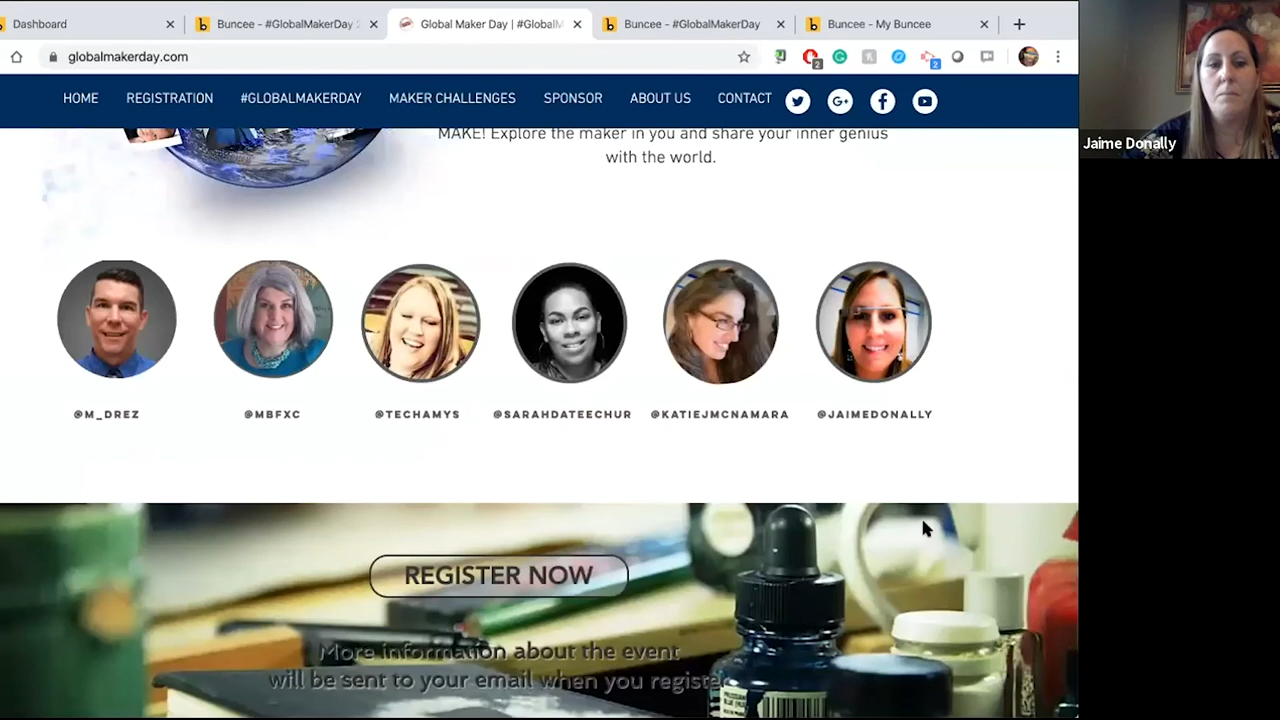 Dashboard
Buncee - #GlobalMakerDay 2
Global Maker Day | #GlobalM
Buncee - #GlobalMakerDay
Buncee - My Buncee
globalmakerday.com
2
2
HOME
REGISTRATION
#GLOBALMAKERDAY
MAKER CHALLENGES
SPONSOR
ABOUT US
CONTACT
MAKE! Explore the maker in you and share your inner genius
with the world.
Jaime Donally
@M_DREZ
@MBFXC
@TECHAMYS
@SARAHDATEECHUR
@KATIEJMCNAMARA
@JAIMEDONALLY
REGISTER NOW
More information about the event
will be sent to your email when you register